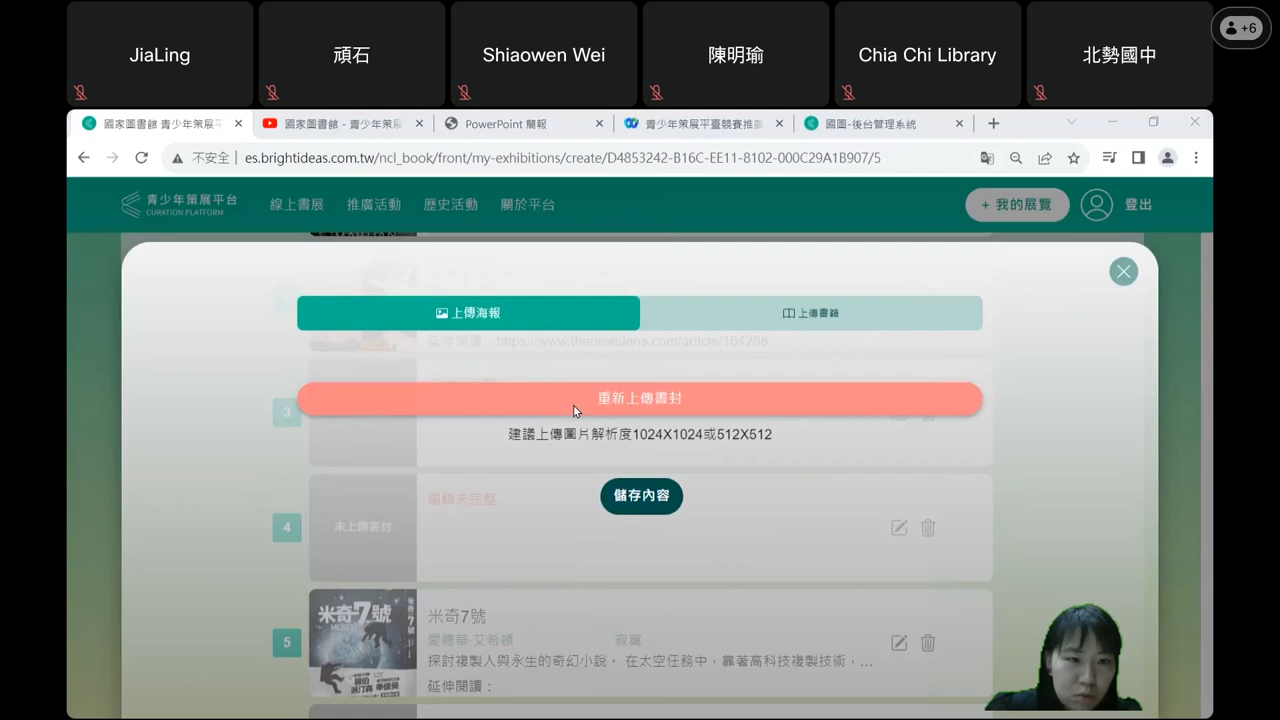 JiaLing
頑石
Shiaowen Wei
陳明瑜
Chia Chi Library
北勢國中
+6
國家圖書館 青少年策展平
國家圖書館 - 青少年策展
PowerPoint 簡報
青少年策展平臺競賽推廣
國圖-後台管理系統
不安全
es.brightideas.com.tw/ncl_book/front/my-exhibitions/create/D4853242-B16C-EE11-8102-000C29A1B907/5
青少年策展平台
CURATION PLATFORM
線上書展
推廣活動
歷史活動
關於平台
+ 我的展覽
登出
上傳海報
上傳書籍
延伸閱讀：https://www.thenewslens.com/article/164288
重新上傳書封
3
建議上傳圖片解析度1024X1024或512X512
儲存內容
編輯未完整
4
未上傳書封
米奇7號
米奇7號
愛德華·艾希頓
寂寞
5
探討複製人與永生的奇幻小說。 在太空任務中，靠著高科技複製技術，...
延伸閱讀：